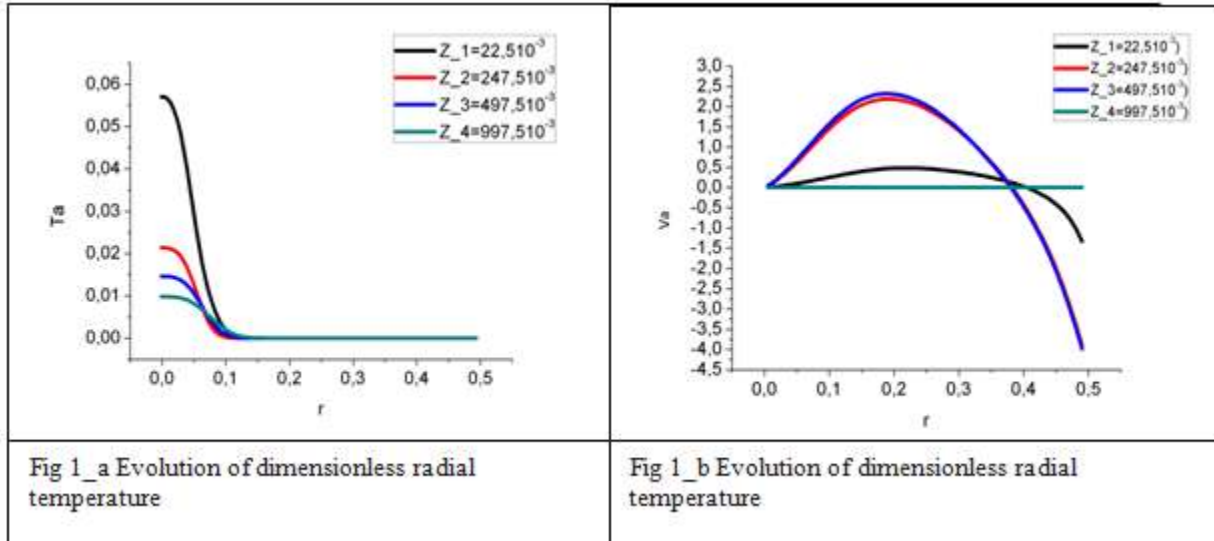 Z_1=22,510-3
Z_2=247,510-3
Z_3=497,510-3
Z_4=997,510-3
0,06
0,05
0,04
0,03
0,02
0,01
0,00
Ta
0,0 0,1 0,2 0,3 0,4 0,5
r
Z_1=22,510-3)
Z_2=247,510-3)
Z_3=497,510-3)
Z_4=997,510-3)
3,0
2,5
2,0
1,5
1,0
0,5
0,0
-0,5
-1,0
-1,5
-2,0
-2,5
-3,0
-3,5
-4,0
-4,5
Va
0,0 0,1 0,2 0,3 0,4 0,5
r
Fig 1_a Evolution of dimensionless radial
temperature
Fig 1_b Evolution of dimensionless radial
temperature